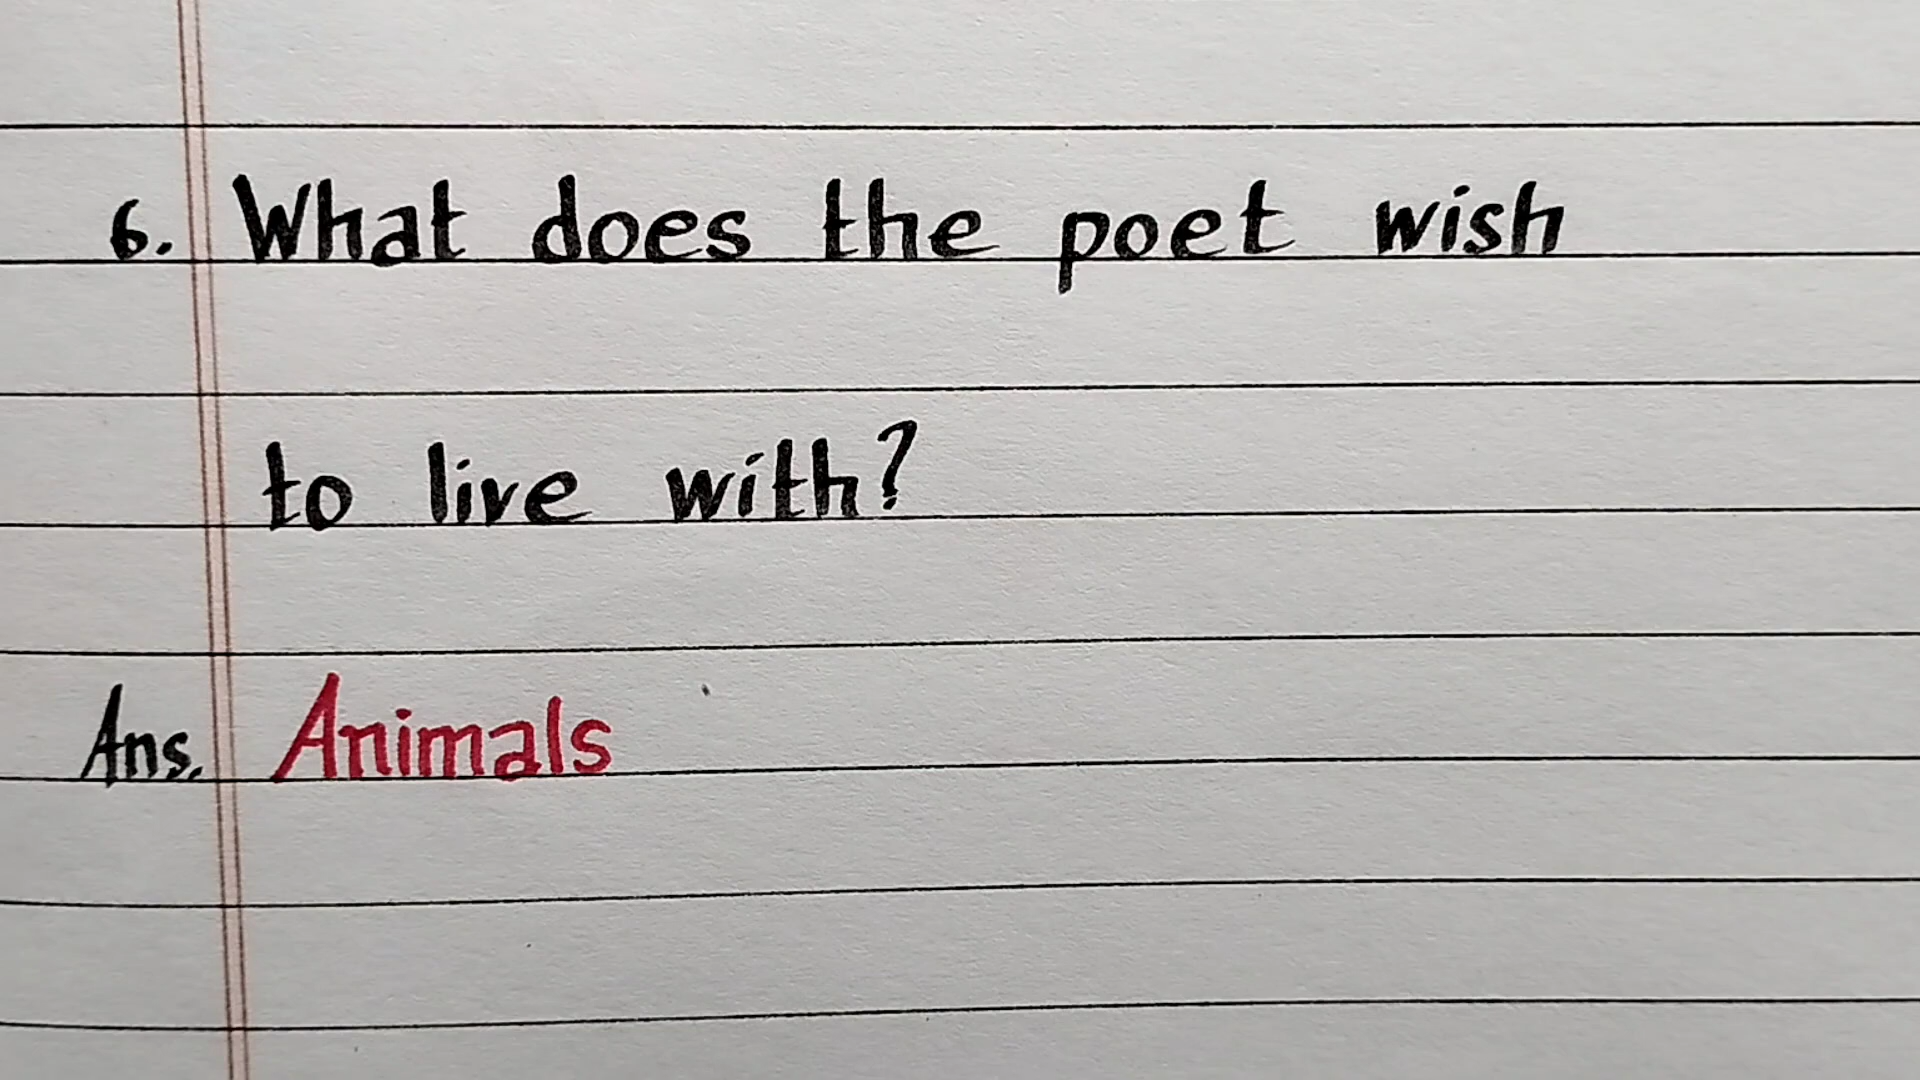 6. What does the poet wish
to live with?
Ans. Animals